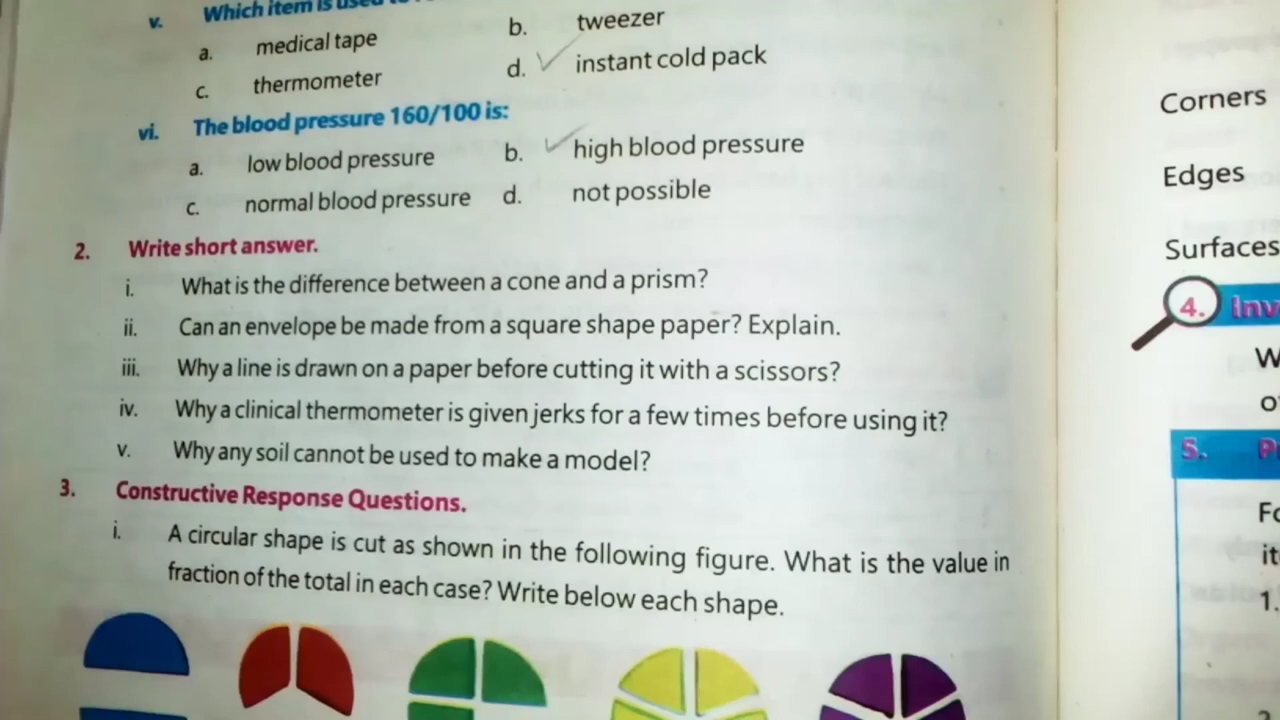 v. Which item is used to
a. medical tape b. tweezer
c. thermometer d. instant cold pack
vi. The blood pressure 160/100 is:
a. low blood pressure b. high blood pressure
c. normal blood pressure d. not possible
2. Write short answer.
i. What is the difference between a cone and a prism?
ii. Can an envelope be made from a square shape paper? Explain.
iii. Why a line is drawn on a paper before cutting it with a scissors?
iv. Why a clinical thermometer is given jerks for a few times before using it?
v. Why any soil cannot be used to make a model?
3. Constructive Response Questions.
i. A circular shape is cut as shown in the following figure. What is the value in
fraction of the total in each case? Write below each shape.
Corners
Edges
Surfaces
4. Inv
W
5. P
it
1.